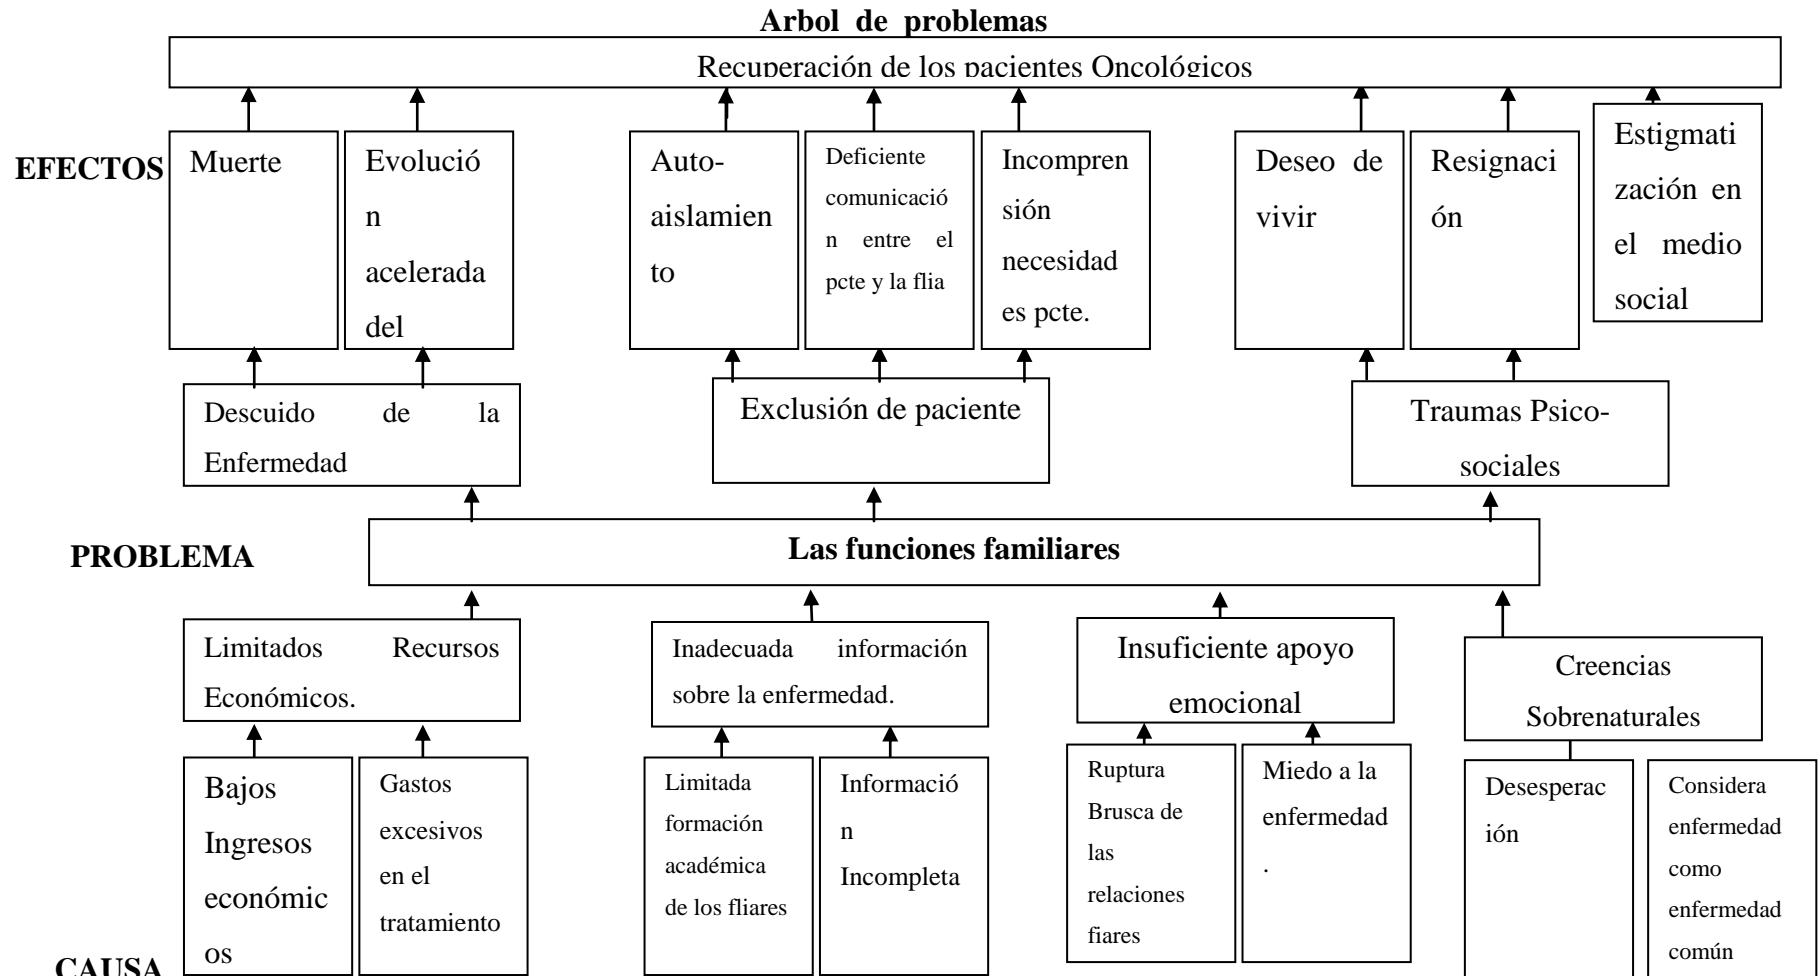 Arbol de problemas
Recuperación de los pacientes Oncológicos
EFECTOS
Muerte
Evolució
n
acelerada
del
Auto-
aislamien
to
Deficiente
comunicació
n entre el
pcte y la flia
Incompren
sión
necesidad
es pcte.
Deseo de
vivir
Resignaci
ón
Estigmati
zación en
el medio
social
Descuido de la
Enfermedad
Exclusión de paciente
Traumas Psico-
sociales
PROBLEMA
Las funciones familiares
Limitados Recursos
Económicos.
Inadecuada información
sobre la enfermedad.
Insuficiente apoyo
emocional
Creencias
Sobrenaturales
Bajos
Ingresos
económic
os
Gastos
excesivos
en el
tratamiento
Limitada
formación
académica
de los fliares
Informació
n
Incompleta
Ruptura
Brusca de
las
relaciones
fiares
Miedo a la
enfermedad
.
Desesperac
ión
Considera
enfermedad
como
enfermedad
común
CAUSA